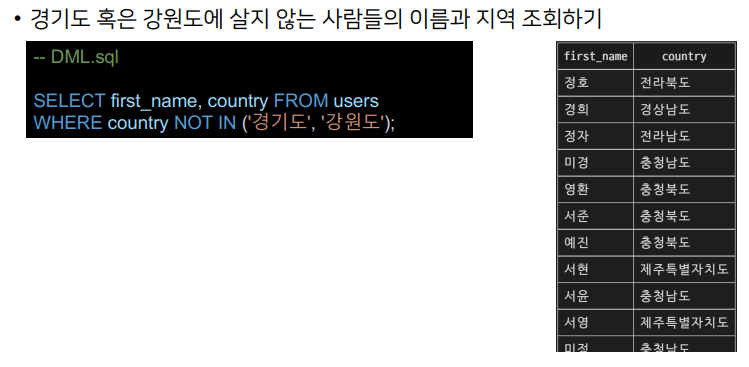 • 경기도 혹은 강원도에 살지 않는 사람들의 이름과 지역 조회하기
-- DML.sql
SELECT first_name, country FROM users
WHERE country NOT IN ('경기도', '강원도');
first_name country
정호 전라북도
경희 경상남도
정자 전라남도
미경 충청남도
영환 충청북도
서준 충청북도
예진 충청북도
서현 제주특별자치도
서윤 충청남도
서영 제주특별자치도
미정 충청남도